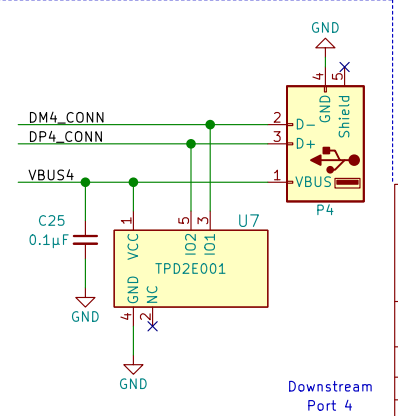 GND
4
5
GND
Shield
DM4_CONN
2
D-
DP4_CONN
3
D+
VBUS4
1
VBUS
P4
C25
0.1µF
1
5
3
U7
VCC
IO2
IO1
TPD2E001
GND
NC
4
2
GND
GND
Downstream
Port 4